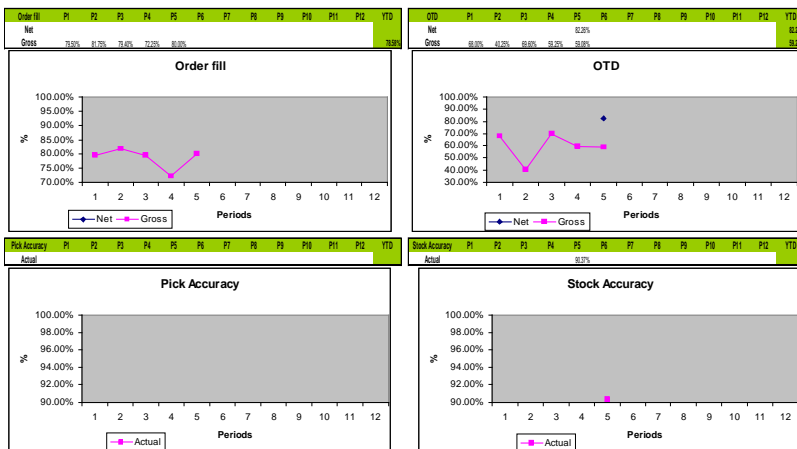 Order fill P1 P2 P3 P4 P5 P6 P7 P8 P9 P10 P11 P12 YTD
Net
Gross 79.50% 81.75% 79.40% 72.25% 80.00% 78.58%
Order fill
100.00%
95.00%
90.00%
85.00%
80.00%
75.00%
70.00%
%
1 2 3 4 5 6 7 8 9 10 11 12
Periods
Net Gross
OTD P1 P2 P3 P4 P5 P6 P7 P8 P9 P10 P11 P12 YTD
Net 82.26%
Gross 68.00% 40.25% 69.60% 59.25% 59.08%
OTD
100.00%
90.00%
80.00%
70.00%
60.00%
50.00%
40.00%
30.00%
%
1 2 3 4 5 6 7 8 9 10 11 12
Periods
Net Gross
Pick Accuracy P1 P2 P3 P4 P5 P6 P7 P8 P9 P10 P11 P12 YTD
Actual
Pick Accuracy
100.00%
98.00%
96.00%
94.00%
92.00%
90.00%
%
1 2 3 4 5 6 7 8 9 10 11 12
Periods
Actual
Stock Accuracy P1 P2 P3 P4 P5 P6 P7 P8 P9 P10 P11 P12 YTD
Actual 90.37%
Stock Accuracy
100.00%
98.00%
96.00%
94.00%
92.00%
90.00%
%
1 2 3 4 5 6 7 8 9 10 11 12
Periods
Actual